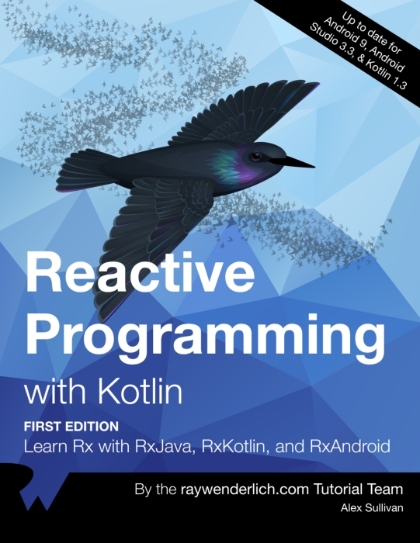 Up to date for
Android 9, Android
Studio 3.3, & Kotlin 1.3
Reactive
Programming
with Kotlin
FIRST EDITION
Learn Rx with RxJava, RxKotlin, and RxAndroid
By the raywenderlich.com Tutorial Team
Alex Sullivan